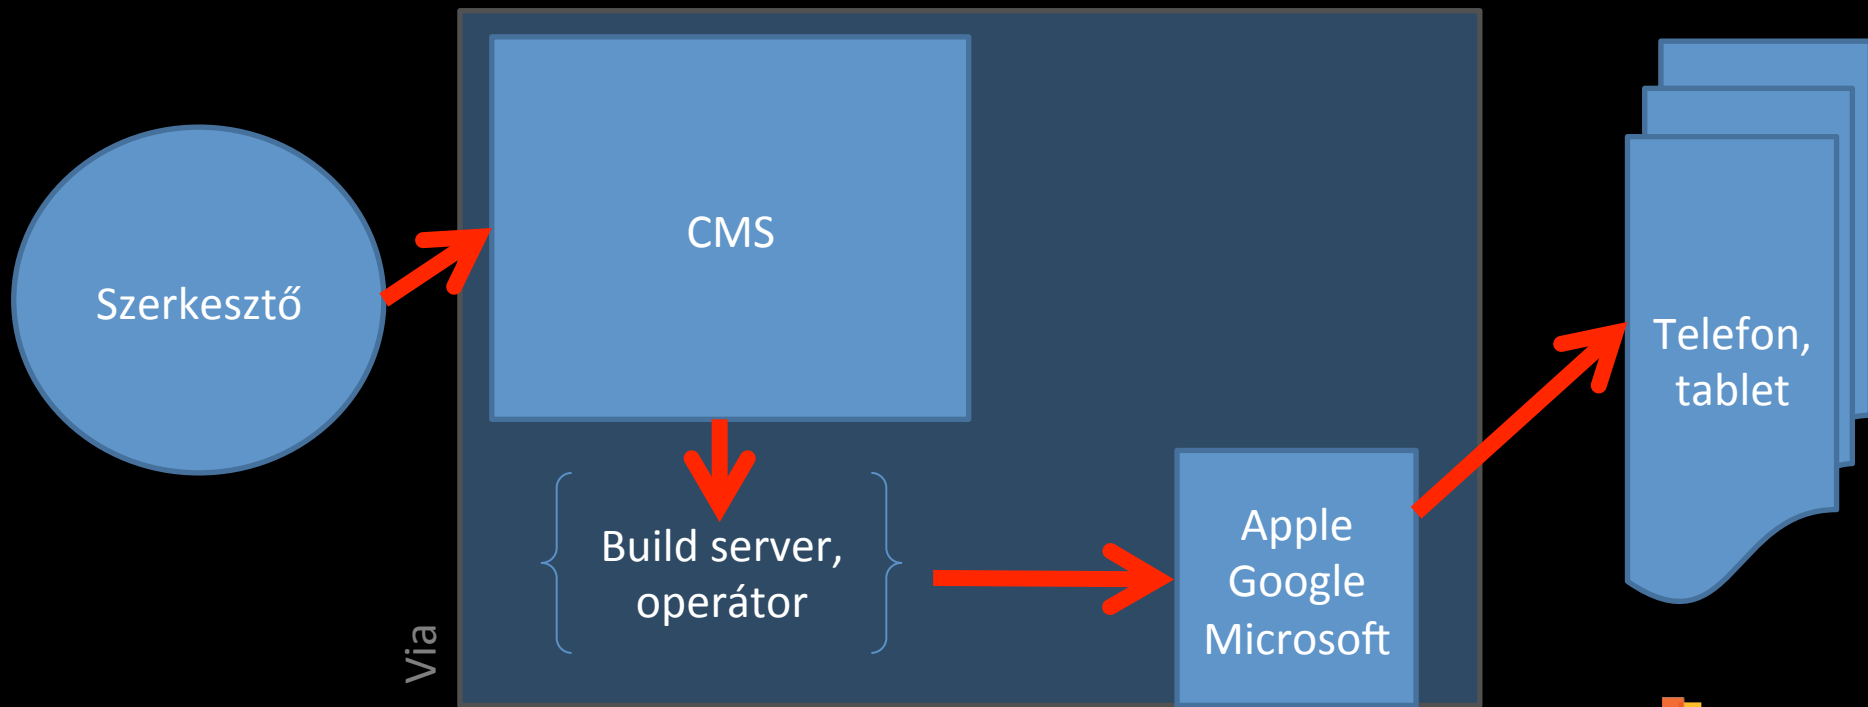 Szerkesztő
CMS
Build server,
operátor
Via
Apple
Google
Microsoft
Telefon,
tablet